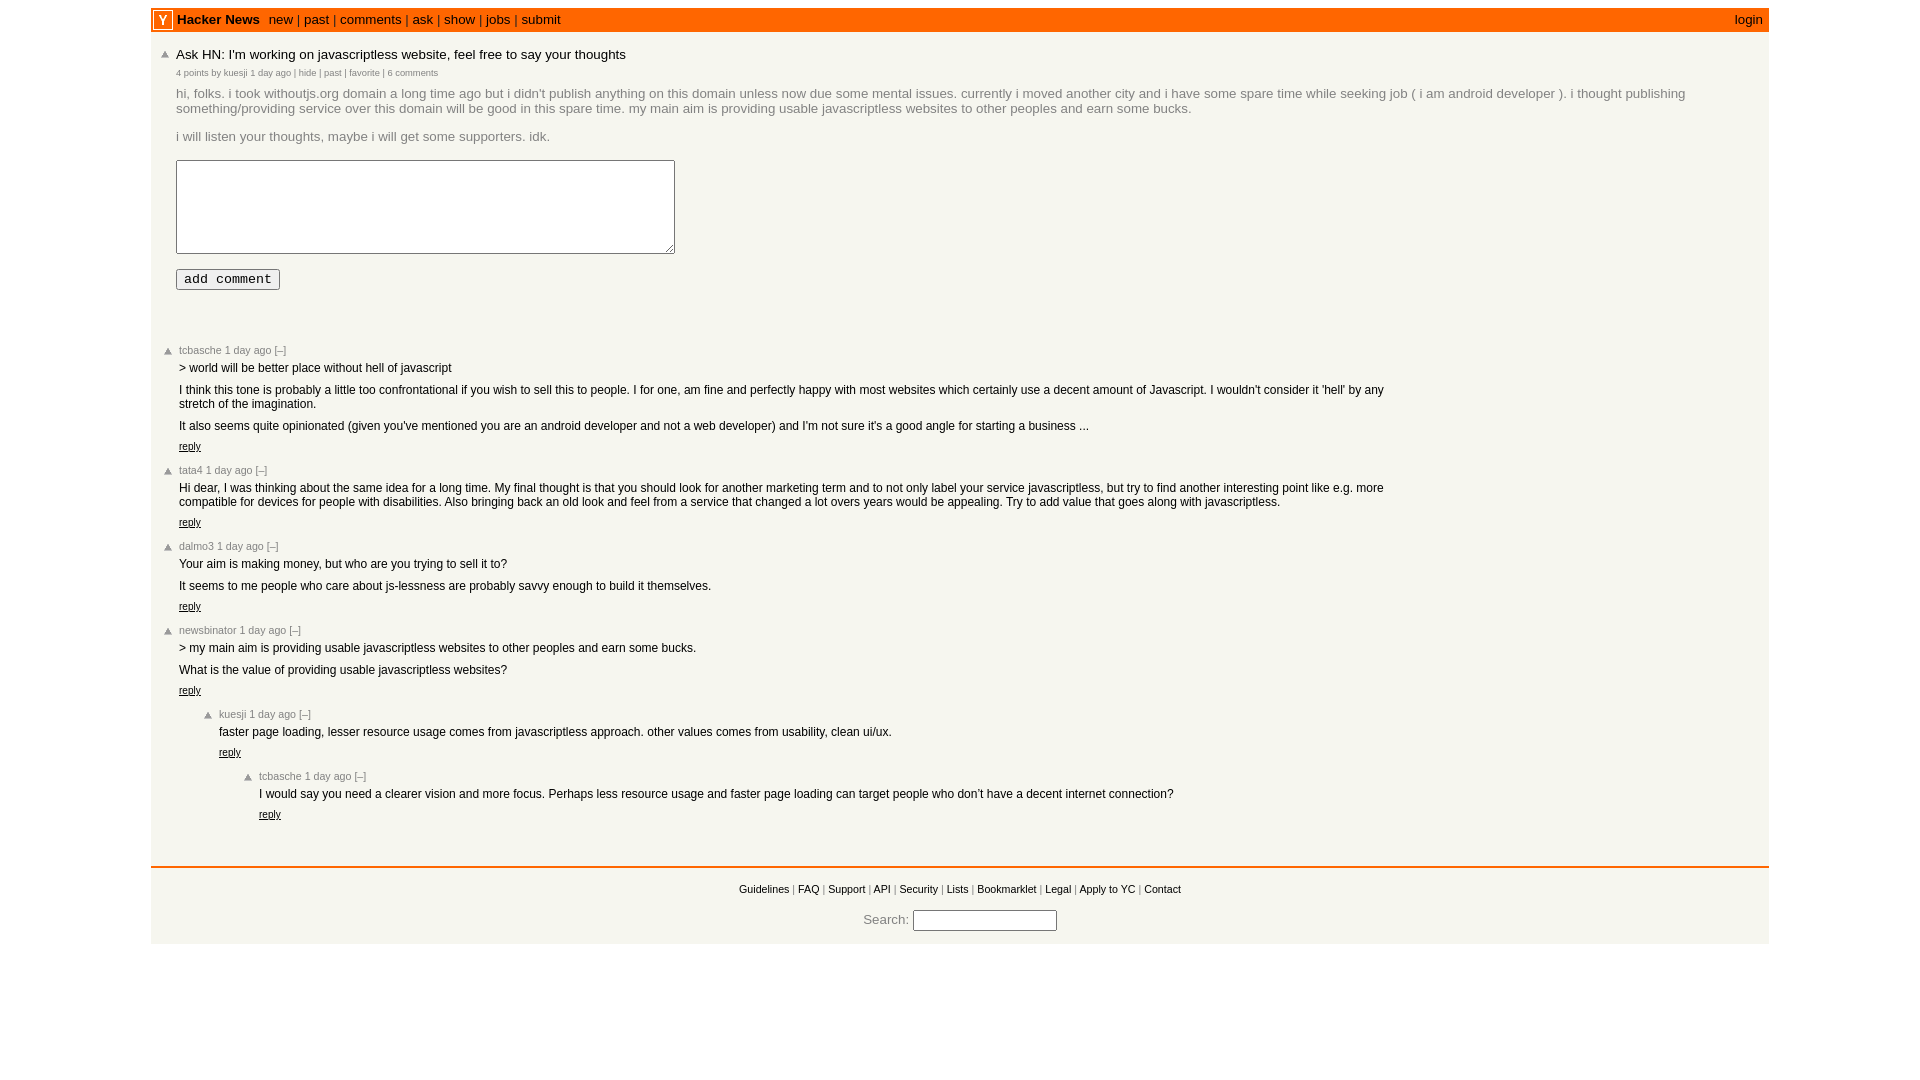 Y Hacker News new | past | comments | ask | show | jobs | submit login
Ask HN: I'm working on javascriptless website, feel free to say your thoughts
4 points by kuesji 1 day ago | hide | past | favorite | 6 comments
hi, folks. i took withoutjs.org domain a long time ago but i didn't publish anything on this domain unless now due some mental issues. currently i moved another city and i have some spare time while seeking job ( i am android developer ). i thought publishing
something/providing service over this domain will be good in this spare time. my main aim is providing usable javascriptless websites to other peoples and earn some bucks.
i will listen your thoughts, maybe i will get some supporters. idk.
add comment
tcbasche 1 day ago [–]
> world will be better place without hell of javascript
I think this tone is probably a little too confrontational if you wish to sell this to people. I for one, am fine and perfectly happy with most websites which certainly use a decent amount of Javascript. I wouldn't consider it 'hell' by any
stretch of the imagination.
It also seems quite opinionated (given you've mentioned you are an android developer and not a web developer) and I'm not sure it's a good angle for starting a business ...
reply
tata4 1 day ago [–]
Hi dear, I was thinking about the same idea for a long time. My final thought is that you should look for another marketing term and to not only label your service javascriptless, but try to find another interesting point like e.g. more
compatible for devices for people with disabilities. Also bringing back an old look and feel from a service that changed a lot overs years would be appealing. Try to add value that goes along with javascriptless.
reply
dalmo3 1 day ago [–]
Your aim is making money, but who are you trying to sell it to?
It seems to me people who care about js-lessness are probably savvy enough to build it themselves.
reply
newsbinator 1 day ago [–]
> my main aim is providing usable javascriptless websites to other peoples and earn some bucks.
What is the value of providing usable javascriptless websites?
reply
kuesji 1 day ago [–]
faster page loading, lesser resource usage comes from javascriptless approach. other values comes from usability, clean ui/ux.
reply
tcbasche 1 day ago [–]
I would say you need a clearer vision and more focus. Perhaps less resource usage and faster page loading can target people who don’t have a decent internet connection?
reply
Guidelines | FAQ | Support | API | Security | Lists | Bookmarklet | Legal | Apply to YC | Contact
Search: